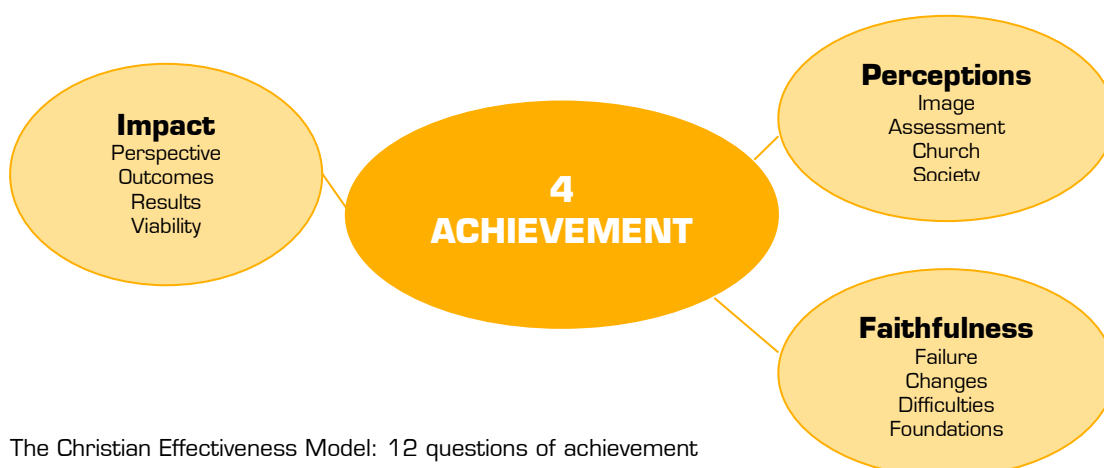 Impact
Perspective
Outcomes
Results
Viability
4
ACHIEVEMENT
Perceptions
Image
Assessment
Church
Society
Faithfulness
Failure
Changes
Difficulties
Foundations
The Christian Effectiveness Model: 12 questions of achievement